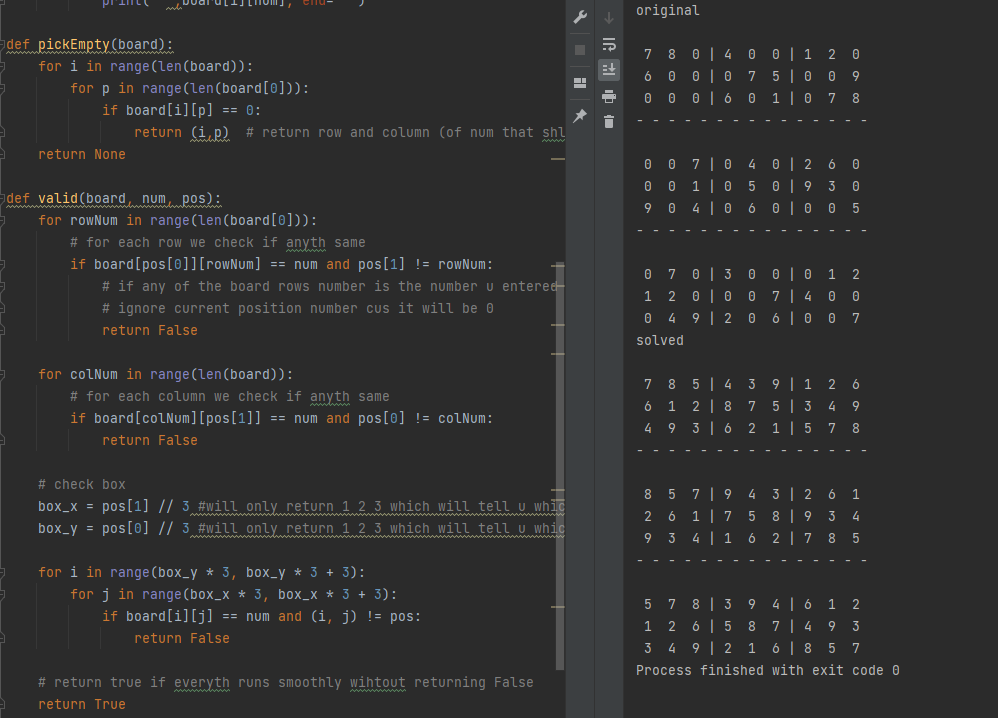 print(" ",board[i][num], end=" ")
def pickEmpty(board):
for i in range(len(board)):
for p in range(len(board[0])):
if board[i][p] == 0:
return (i,p)  # return row and column (of num that shl
return None
def valid(board, num, pos):
for rowNum in range(len(board[0])):
# for each row we check if anyth same
if board[pos[0]][rowNum] == num and pos[1] != rowNum:
# if any of the board rows number is the number u entered
# ignore current position number cus it will be 0
return False
for colNum in range(len(board)):
# for each column we check if anyth same
if board[colNum][pos[1]] == num and pos[0] != colNum:
return False
# check box
box_x = pos[1] // 3 #will only return 1 2 3 which will tell u whic
box_y = pos[0] // 3 #will only return 1 2 3 which will tell u whic
for i in range(box_y * 3, box_y * 3 + 3):
for j in range(box_x * 3, box_x * 3 + 3):
if board[i][j] == num and (i, j) != pos:
return False
# return true if everyth runs smoothly wihtout returning False
return True
original
7 8 0 | 4 0 0 | 1 2 0
6 0 0 | 0 7 5 | 0 0 9
0 0 0 | 6 0 1 | 0 7 8
- - - - - - - - - - - - - - -
0 0 7 | 0 4 0 | 2 6 0
0 0 1 | 0 5 0 | 9 3 0
9 0 4 | 0 6 0 | 0 0 5
- - - - - - - - - - - - - - -
0 7 0 | 3 0 0 | 0 1 2
1 2 0 | 0 0 7 | 4 0 0
0 4 9 | 2 0 6 | 0 0 7
solved
7 8 5 | 4 3 9 | 1 2 6
6 1 2 | 8 7 5 | 3 4 9
4 9 3 | 6 2 1 | 5 7 8
- - - - - - - - - - - - - - -
8 5 7 | 9 4 3 | 2 6 1
2 6 1 | 7 5 8 | 9 3 4
9 3 4 | 1 6 2 | 7 8 5
- - - - - - - - - - - - - - -
5 7 8 | 3 9 4 | 6 1 2
1 2 6 | 5 8 7 | 4 9 3
3 4 9 | 2 1 6 | 8 5 7
Process finished with exit code 0